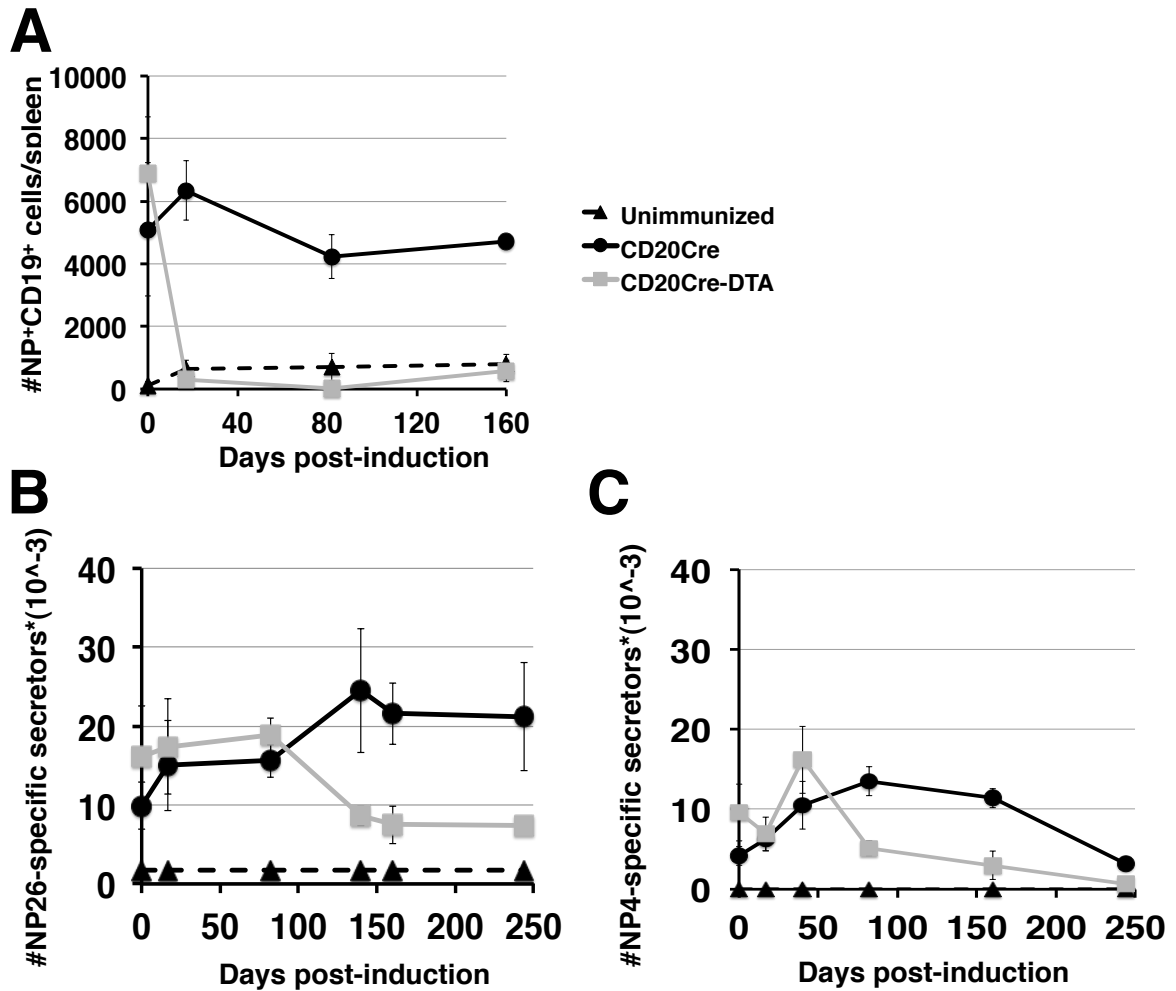 A
#NP+CD19+ cells/spleen
10000
8000
6000
4000
2000
0
0 40 80 120 160
Days post-induction
Unimmunized
CD20Cre
CD20Cre-DTA
B
#NP26-specific secretors*(10^-3)
40
30
20
10
0
0 50 100 150 200 250
Days post-induction
C
#NP4-specific secretors*(10^-3)
40
30
20
10
0
0 50 100 150 200 250
Days post-induction